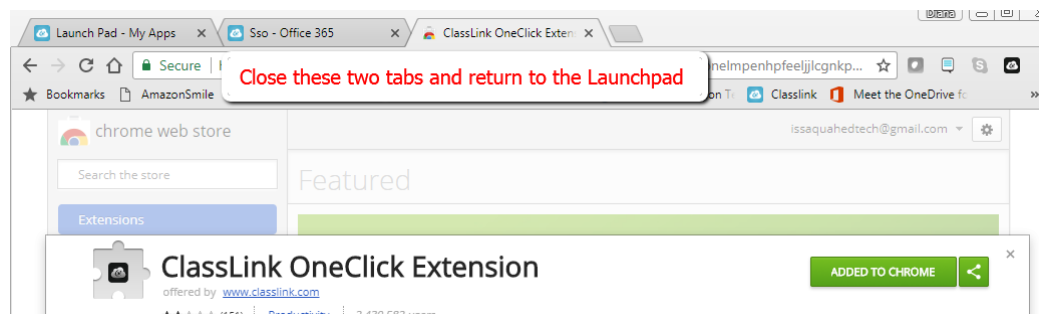 Diana
Launch Pad - My Apps
Sso - Office 365
ClassLink OneClick Exten
Secure
nelmpenhpfeeljjlcgnkp...
Close these two tabs and return to the Launchpad
Bookmarks
AmazonSmile
Classlink
Meet the OneDrive fo
chrome web store
issaquahedtech@gmail.com
Search the store
Featured
Extensions
ClassLink OneClick Extension
ADDED TO CHROME
offered by www.classlink.com
Productivity